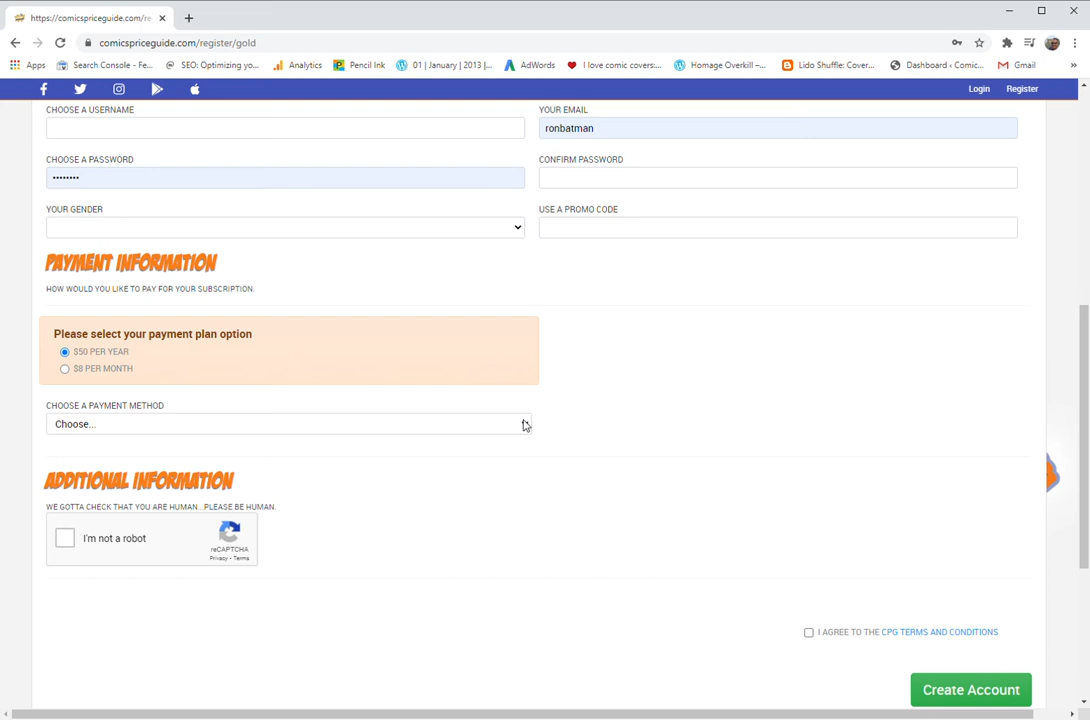 https://comicspriceguide.com/re
comicspriceguide.com/register/gold
Apps Search Console - Fe... SEO: Optimizing yo... Analytics Pencil Ink 01 | January | 2013 |... AdWords I love comic covers:... Homage Overkill –... Lido Shuffle: Cover... Dashboard ‹ Comic... Gmail »
Login Register
CHOOSE A USERNAME YOUR EMAIL
ronbatman
CHOOSE A PASSWORD CONFIRM PASSWORD
••••••••
YOUR GENDER USE A PROMO CODE
PAYMENT INFORMATION
HOW WOULD YOU LIKE TO PAY FOR YOUR SUBSCRIPTION.
Please select your payment plan option
$50 PER YEAR
$8 PER MONTH
CHOOSE A PAYMENT METHOD
Choose...
ADDITIONAL INFORMATION
WE GOTTA CHECK THAT YOU ARE HUMAN...PLEASE BE HUMAN.
I'm not a robot
reCAPTCHA
Privacy - Terms
I AGREE TO THE CPG TERMS AND CONDITIONS
Create Account